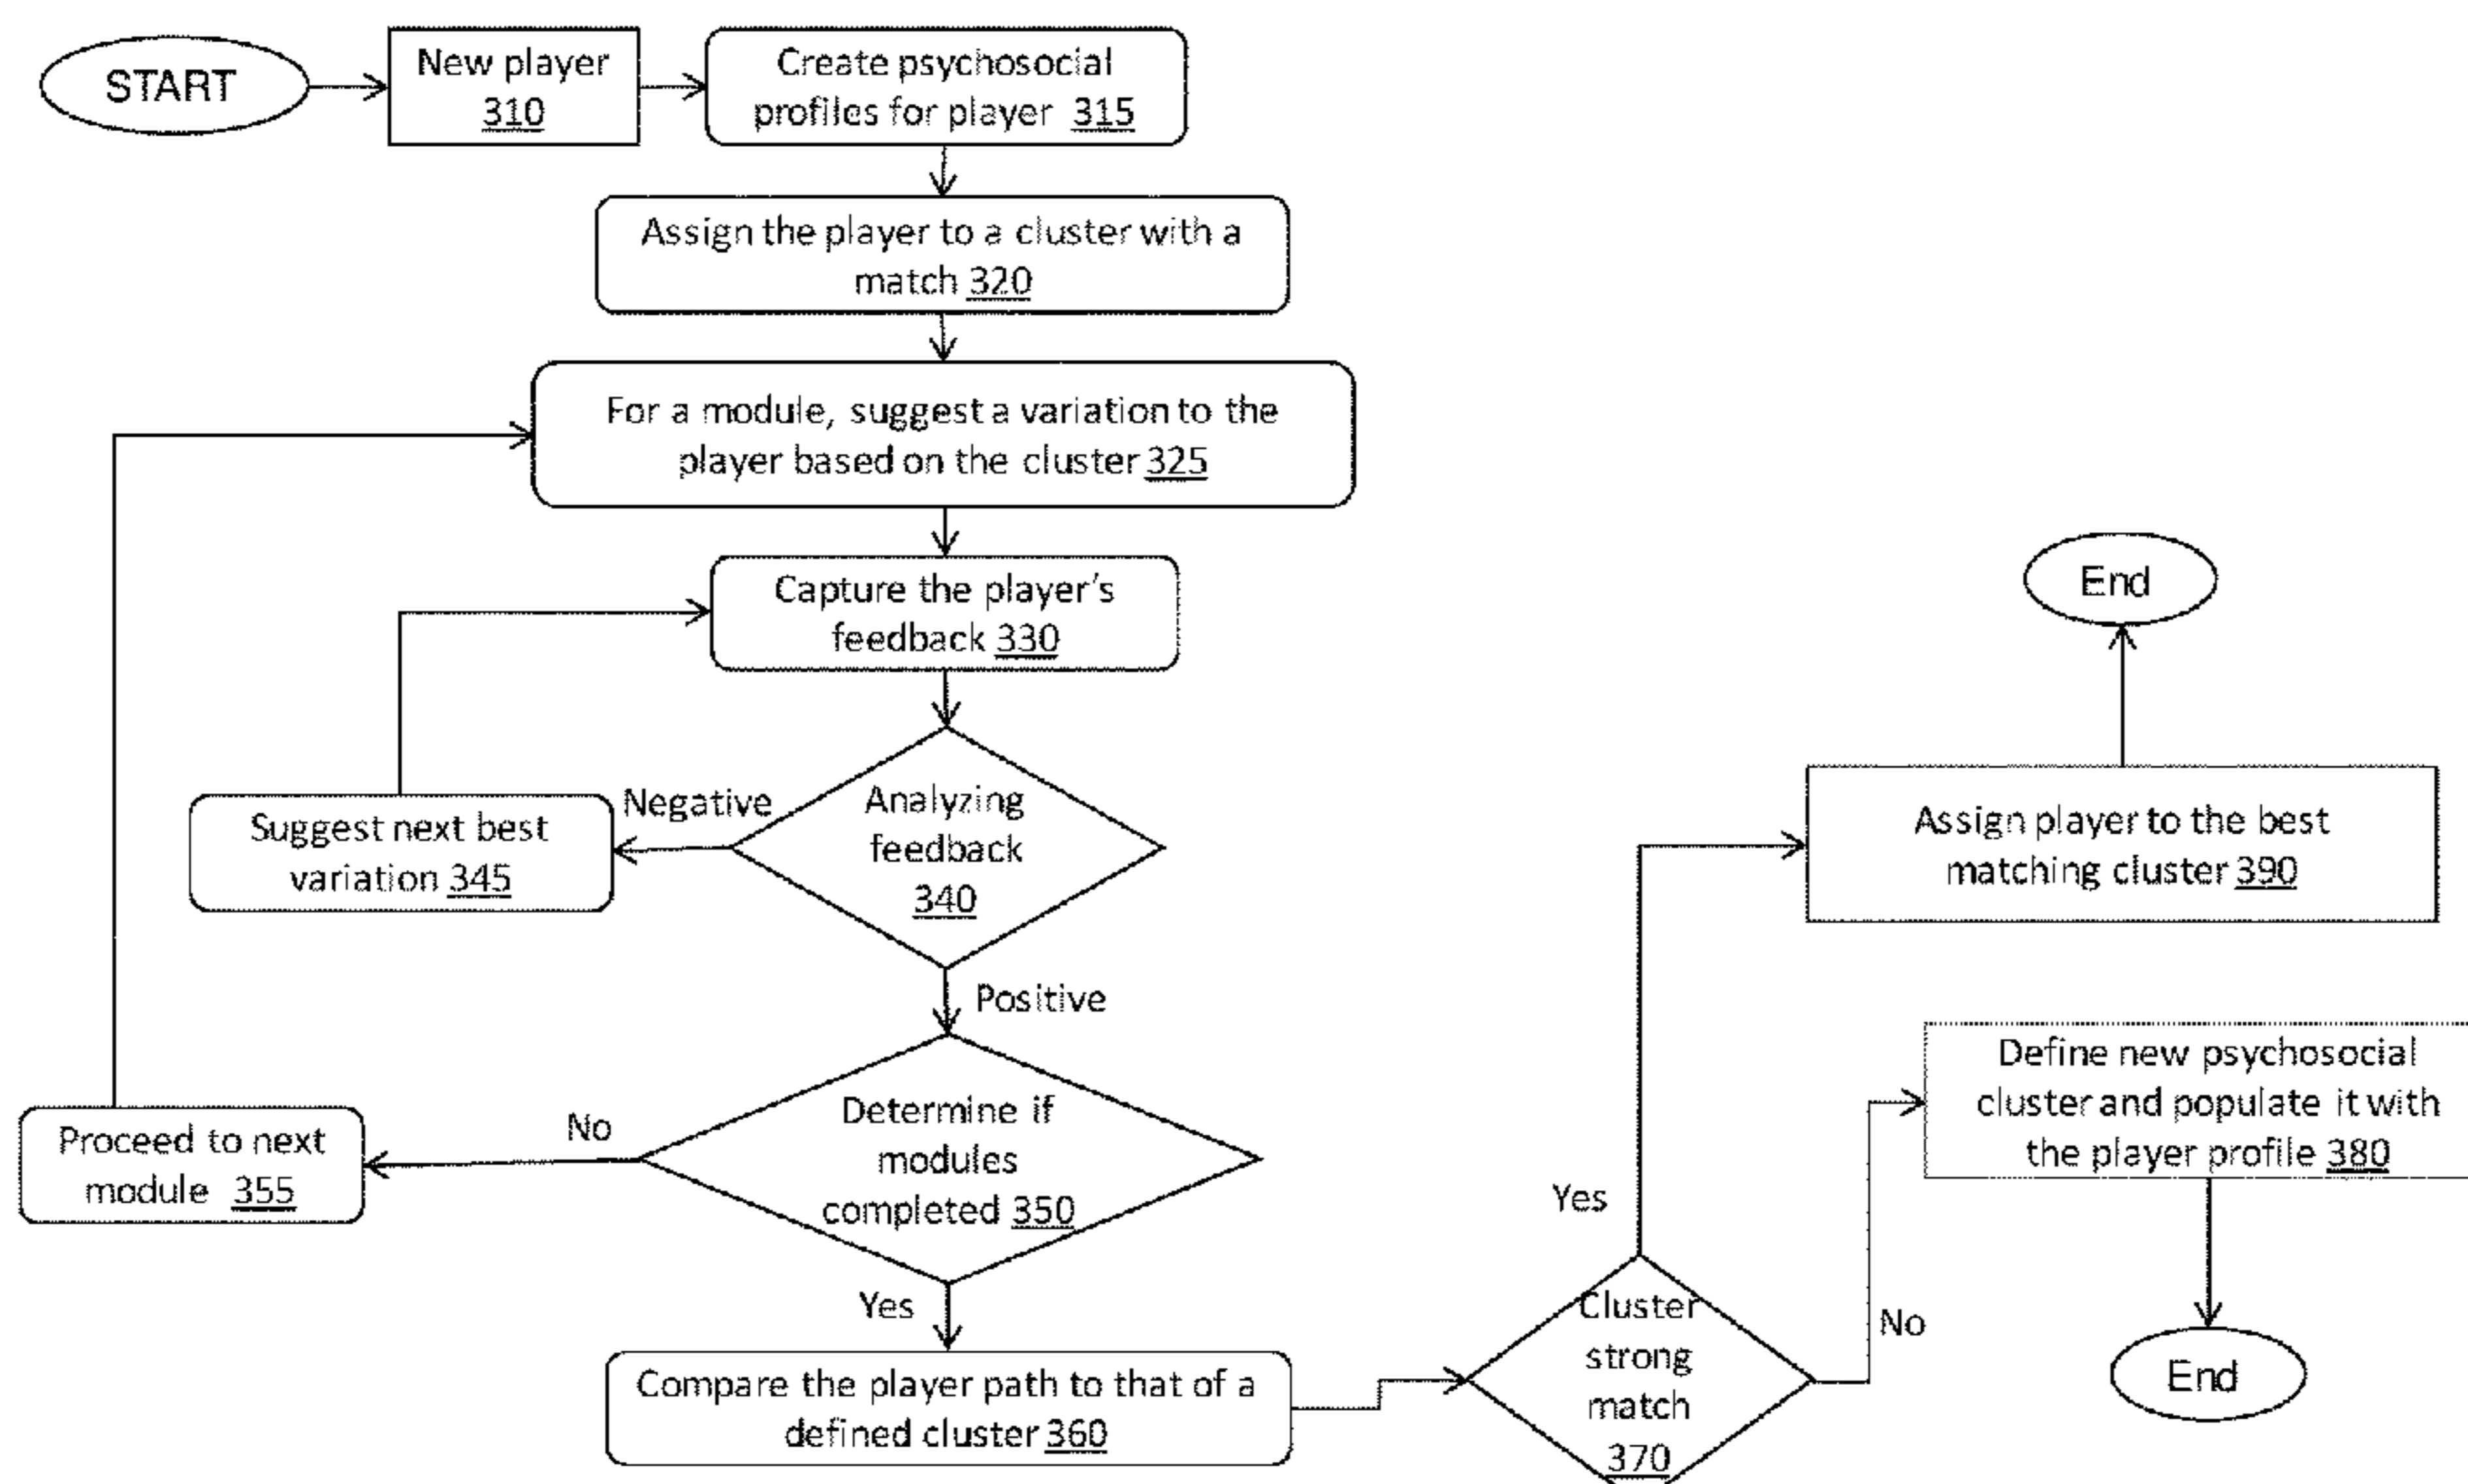 START
New player
310
Create psychosocial
profiles for player 315
Assign the player to a cluster with a
match 320
For a module, suggest a variation to the
player based on the cluster 325
Capture the player's
feedback 330
Analyzing
feedback
340
Negative
Suggest next best
variation 345
Positive
Determine if
modules
completed 350
No
Proceed to next
module 355
Yes
Compare the player path to that of a
defined cluster 360
Cluster
strong
match
370
Yes
Assign player to the best
matching cluster 390
End
No
Define new psychosocial
cluster and populate it with
the player profile 380
End